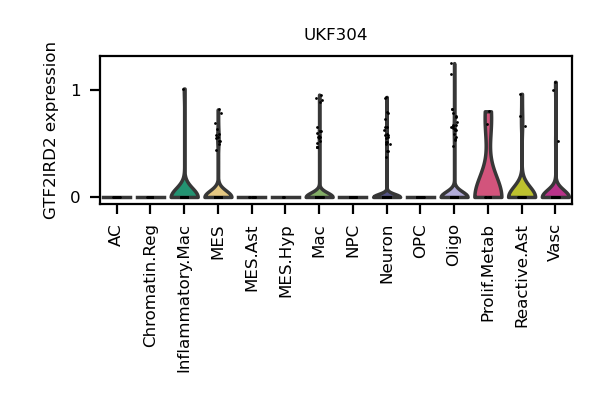 UKF304
GTF2IRD2 expression
1
0
AC
Chromatin.Reg
Inflammatory.Mac
MES
MES.Ast
MES.Hyp
Mac
NPC
Neuron
OPC
Oligo
Prolif.Metab
Reactive.Ast
Vasc